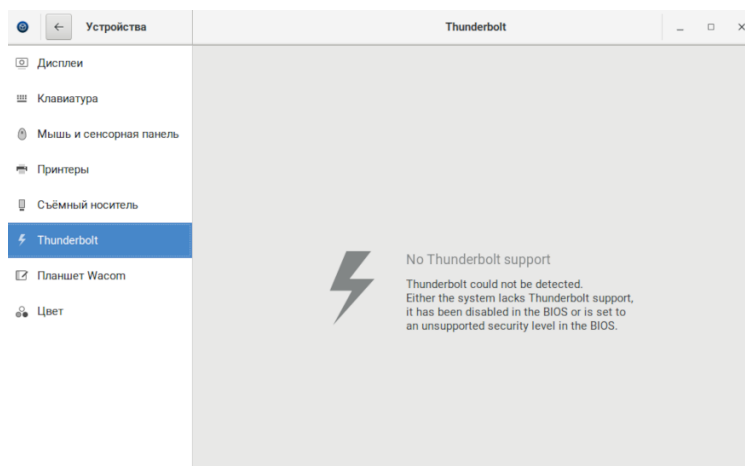 Устройства
Thunderbolt
Дисплеи
Клавиатура
Мышь и сенсорная панель
Принтеры
Съёмный носитель
Thunderbolt
Планшет Wacom
Цвет
No Thunderbolt support
Thunderbolt could not be detected.
Either the system lacks Thunderbolt support,
it has been disabled in the BIOS or is set to
an unsupported security level in the BIOS.